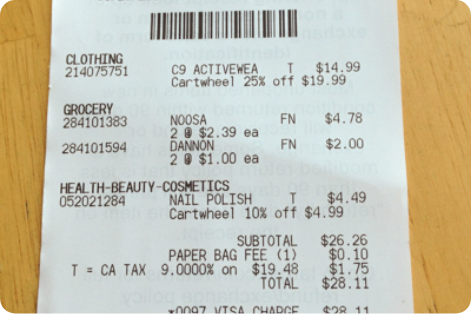 CLOTHING
214075751 C9 ACTIVEWEA T $14.99
Cartwheel 25% off $19.99
GROCERY
284101383 NOOSA FN $4.78
2 @ $2.39 ea
284101594 DANNON FN $2.00
2 @ $1.00 ea
HEALTH-BEAUTY-COSMETICS
052021284 NAIL POLISH T $4.49
Cartwheel 10% off $4.99
SUBTOTAL $26.26
PAPER BAG FEE (1) $0.10
T = CA TAX 9.0000% on $19.48 $1.75
TOTAL $28.11
*0097 VISA CHARGE $28.11